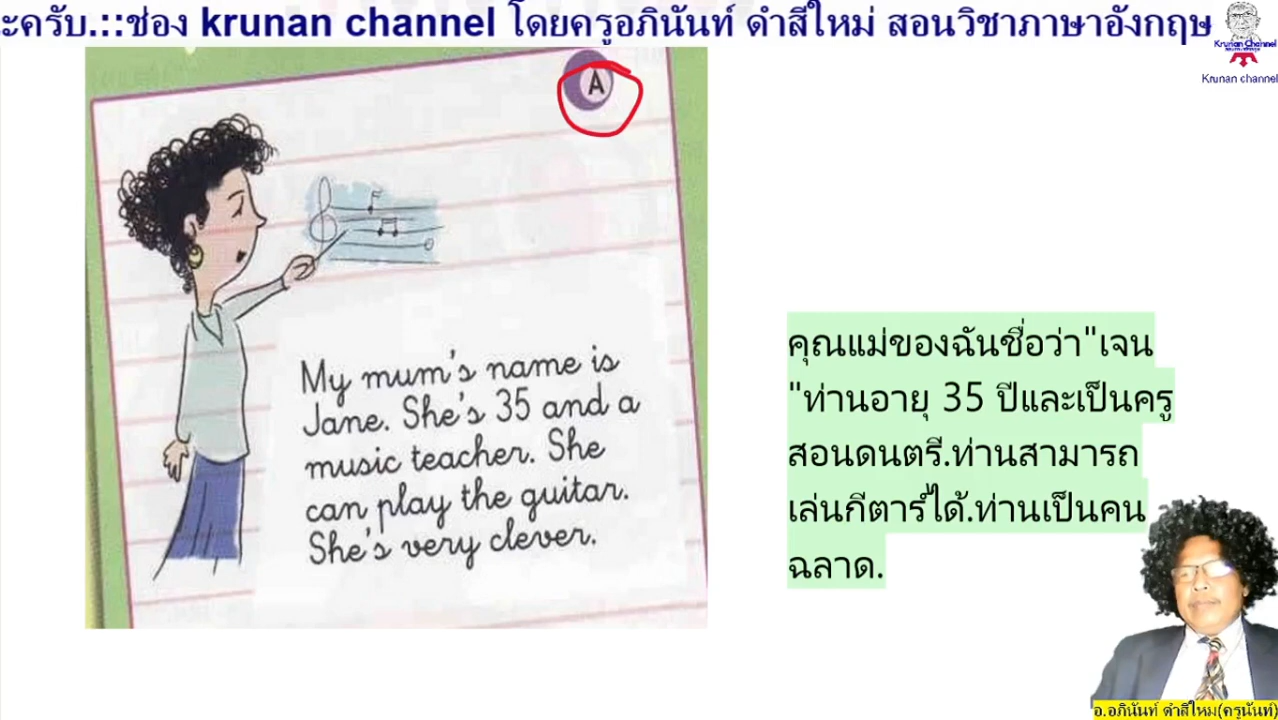 ะครับ.::ช่อง krunan channel โดยครูอภินันท์ ดำสีใหม่ สอนวิชาภาษาอังกฤษ
Krunan Channel
Krunan channel
A
My mum's name is
Jane. She's 35 and a
music teacher. She
can play the guitar.
She's very clever.
คุณแม่ของฉันชื่อว่า"เจน
"ท่านอายุ 35 ปีและเป็นครู
สอนดนตรี.ท่านสามารถ
เล่นกีตาร์ได้.ท่านเป็นคน
ฉลาด.
อ.อภินันท์ ดำสีใหม่(ครูนันท์)